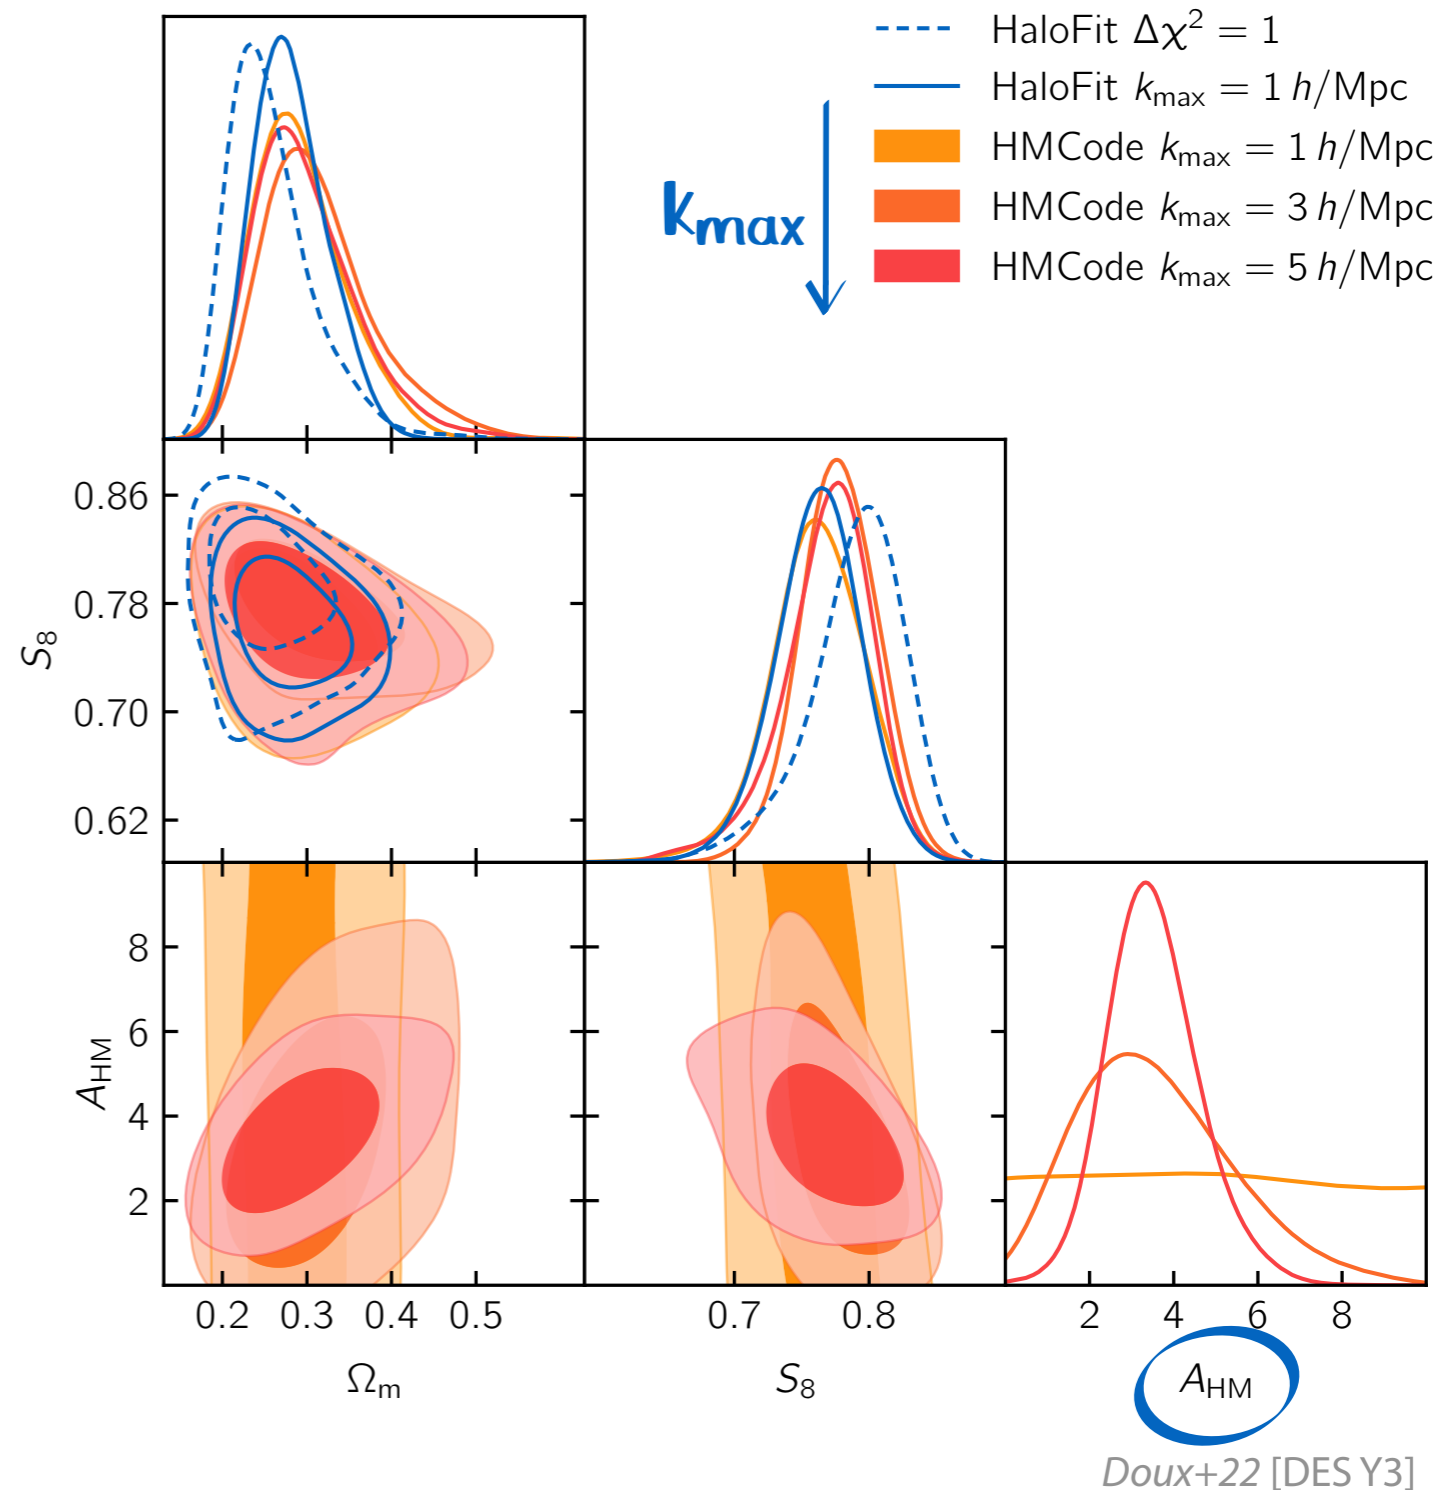 HaloFit Δχ² = 1
HaloFit kmax = 1 h/Mpc
HMCode kmax = 1 h/Mpc
HMCode kmax = 3 h/Mpc
HMCode kmax = 5 h/Mpc
kmax
0.86
0.78
0.70
0.62
S8
8
6
4
2
AHM
0.2 0.3 0.4 0.5
0.7 0.8
2 4 6 8
Ωm
S8
AHM
Doux+22 [DES Y3]